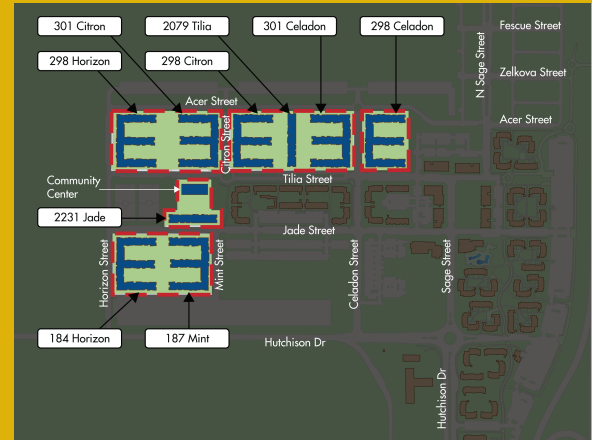 301 Citron
2079 Tilia
301 Celadon
298 Celadon
Fescue Street
298 Horizon
298 Citron
N Sage Street
Zelkova Street
Acer Street
Acer Street
Citron Street
Tilia Street
Community
Center
2231 Jade
Jade Street
Horizon Street
Mint Street
Celadon Street
Sage Street
184 Horizon
187 Mint
Hutchison Dr
Hutchison Dr